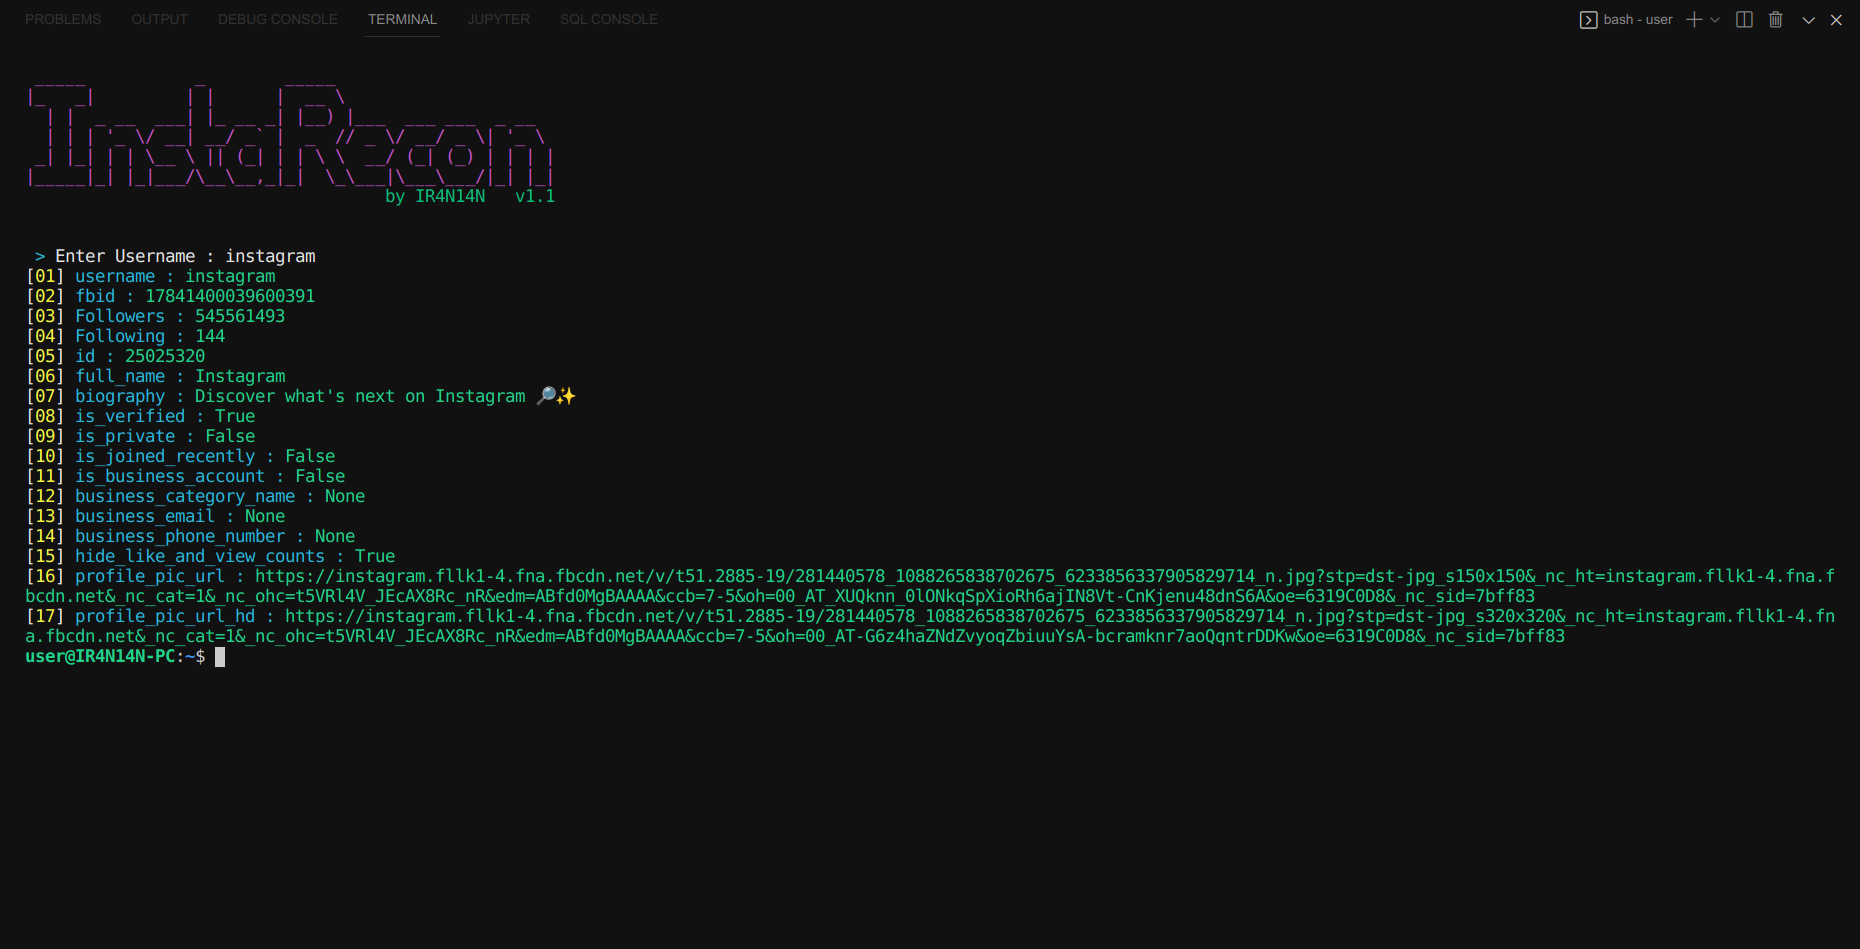 PROBLEMS OUTPUT DEBUG CONSOLE TERMINAL JUPYTER SQL CONSOLE bash - user
InstaRecon
by IR4N14N v1.1
> Enter Username : instagram
[01] username : instagram
[02] fbid : 17841400039600391
[03] Followers : 545561493
[04] Following : 144
[05] id : 25025320
[06] full_name : Instagram
[07] biography : Discover what's next on Instagram 🔎✨
[08] is_verified : True
[09] is_private : False
[10] is_joined_recently : False
[11] is_business_account : False
[12] business_category_name : None
[13] business_email : None
[14] business_phone_number : None
[15] hide_like_and_view_counts : True
[16] profile_pic_url : https://instagram.fllk1-4.fna.fbcdn.net/v/t51.2885-19/281440578_1088265838702675_6233856337905829714_n.jpg?stp=dst-jpg_s150x150&_nc_ht=instagram.fllk1-4.fna.f
bcdn.net&_nc_cat=1&_nc_ohc=t5VRl4V_JEcAX8Rc_nR&edm=ABfd0MgBAAAA&ccb=7-5&oh=00_AT_XUQknn_0lONkqSpXioRh6ajIN8Vt-CnKjenu48dnS6A&oe=6319C0D8&_nc_sid=7bff83
[17] profile_pic_url_hd : https://instagram.fllk1-4.fna.fbcdn.net/v/t51.2885-19/281440578_1088265838702675_6233856337905829714_n.jpg?stp=dst-jpg_s320x320&_nc_ht=instagram.fllk1-4.fn
a.fbcdn.net&_nc_cat=1&_nc_ohc=t5VRl4V_JEcAX8Rc_nR&edm=ABfd0MgBAAAA&ccb=7-5&oh=00_AT-G6z4haZNdZvyoqZbiuuYsA-bcramknr7aoQqntrDDKw&oe=6319C0D8&_nc_sid=7bff83
user@IR4N14N-PC:~$